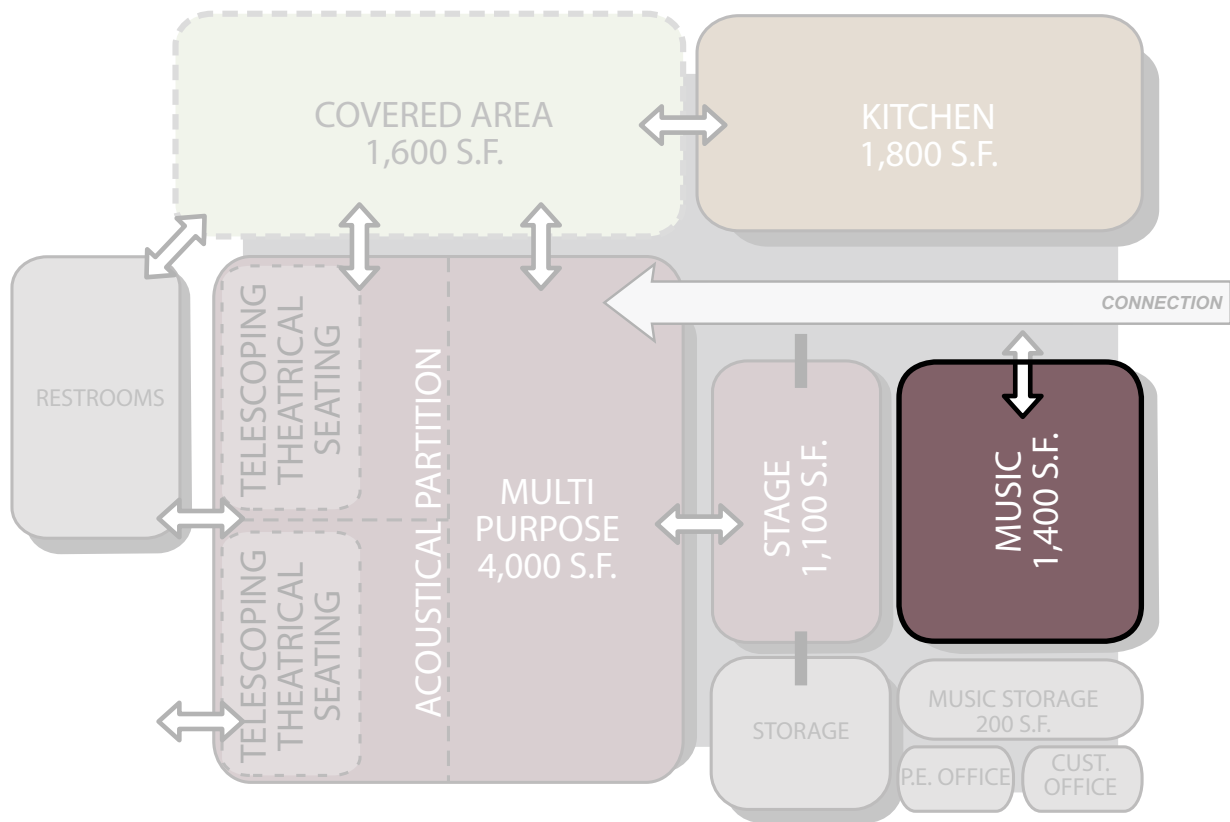 COVERED AREA
1,600 S.F.
KITCHEN
1,800 S.F.
CONNECTION
RESTROOMS
TELESCOPING
THEATRICAL
SEATING
TELESCOPING
THEATRICAL
SEATING
ACOUSTICAL PARTITION
MULTI
PURPOSE
4,000 S.F.
STAGE
1,100 S.F.
MUSIC
1,400 S.F.
STORAGE
MUSIC STORAGE
200 S.F.
P.E. OFFICE
CUST.
OFFICE